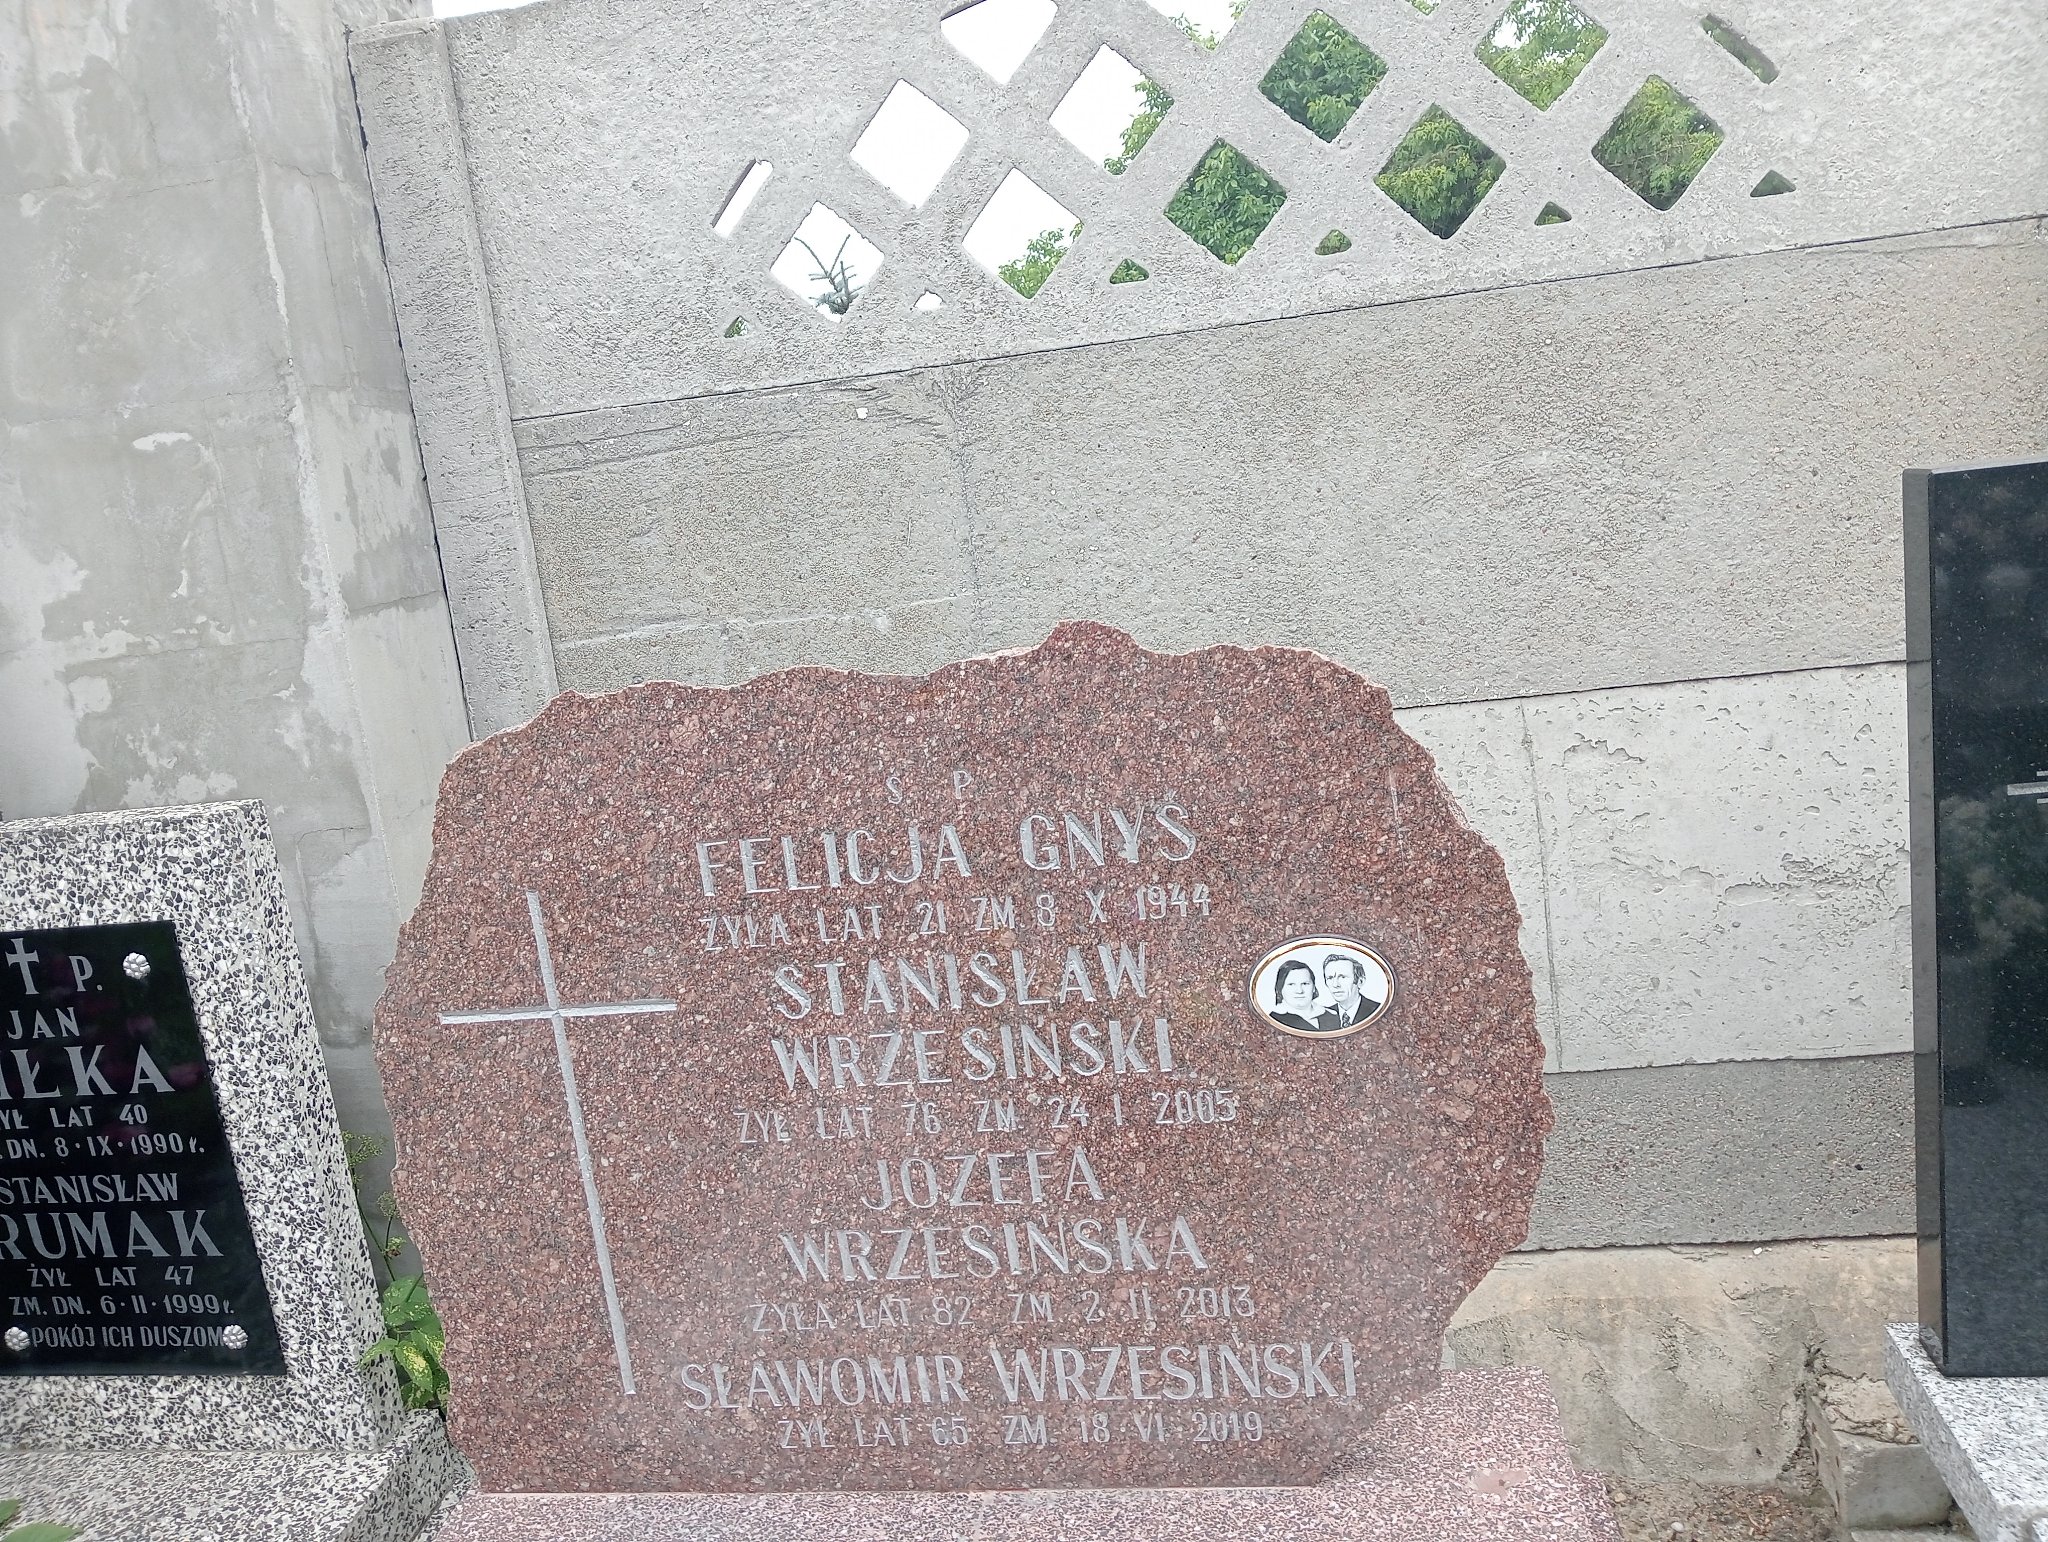 P.
JAN
YŁ LAT 40
DN. 8·IX·1990 r.
STANISŁAW
RUMAK
ŻYŁ LAT 47
ZM. DN. 6·II·1999 r.
POKÓJ ICH DUSZOM
S P
FELICJA GNYŚ
ŻYŁA LAT 21 ZM 8 X 1944
STANISŁAW
WRZESIŃSKI
ŻYŁ LAT 76 ZM. 24 I 2005
JÓZEFA
WRZESIŃSKA
ŻYŁA LAT 82 ZM 2 II 2013
SŁAWOMIR WRZESIŃSKI
ŻYŁ LAT 65 ZM. 18 VI 2019